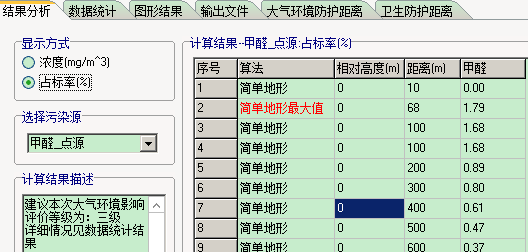 结果分析 数据统计 图形结果 输出文件 大气环境防护距离 卫生防护距离
显示方式
浓度(mg/m^3)
占标率(%)
选择污染源
甲醛_点源
计算结果描述
建议本次大气环境影响
评价等级为：三级
详细情况见数据统计结
果
计算结果--甲醛_点源:占标率(%)
序号 算法 相对高度(m) 距离(m) 甲醛
1 简单地形 0 10 0.00
2 简单地形最大值 0 68 1.79
3 简单地形 0 100 1.68
4 简单地形 0 100 1.68
5 简单地形 0 200 0.89
6 简单地形 0 300 0.80
7 简单地形 0 400 0.61
8 简单地形 0 500 0.47
9 简单地形 0 600 0.37